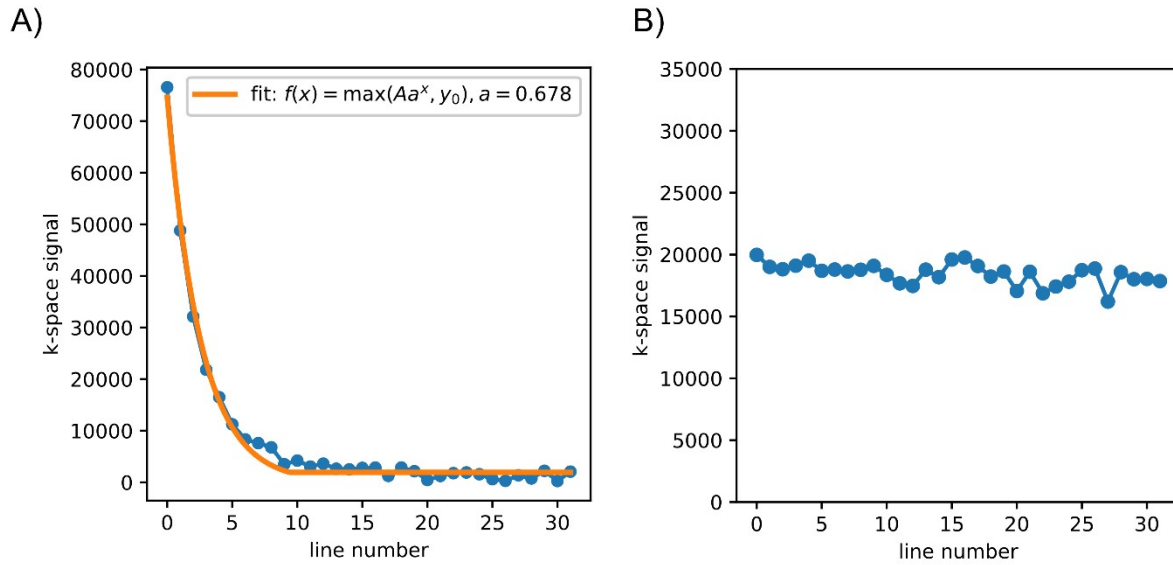 A)
80000
70000
60000
50000
40000
30000
20000
10000
0
k-space signal
fit: f(x) = max(Aa^x, y_0), a = 0.678
0 5 10 15 20 25 30
line number
B)
35000
30000
25000
20000
15000
10000
5000
0
k-space signal
0 5 10 15 20 25 30
line number